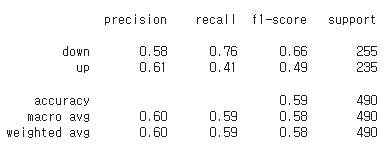 precision recall f1-score support
down 0.58 0.76 0.66 255
up 0.61 0.41 0.49 235
accuracy 0.59 490
macro avg 0.60 0.59 0.58 490
weighted avg 0.60 0.59 0.58 490